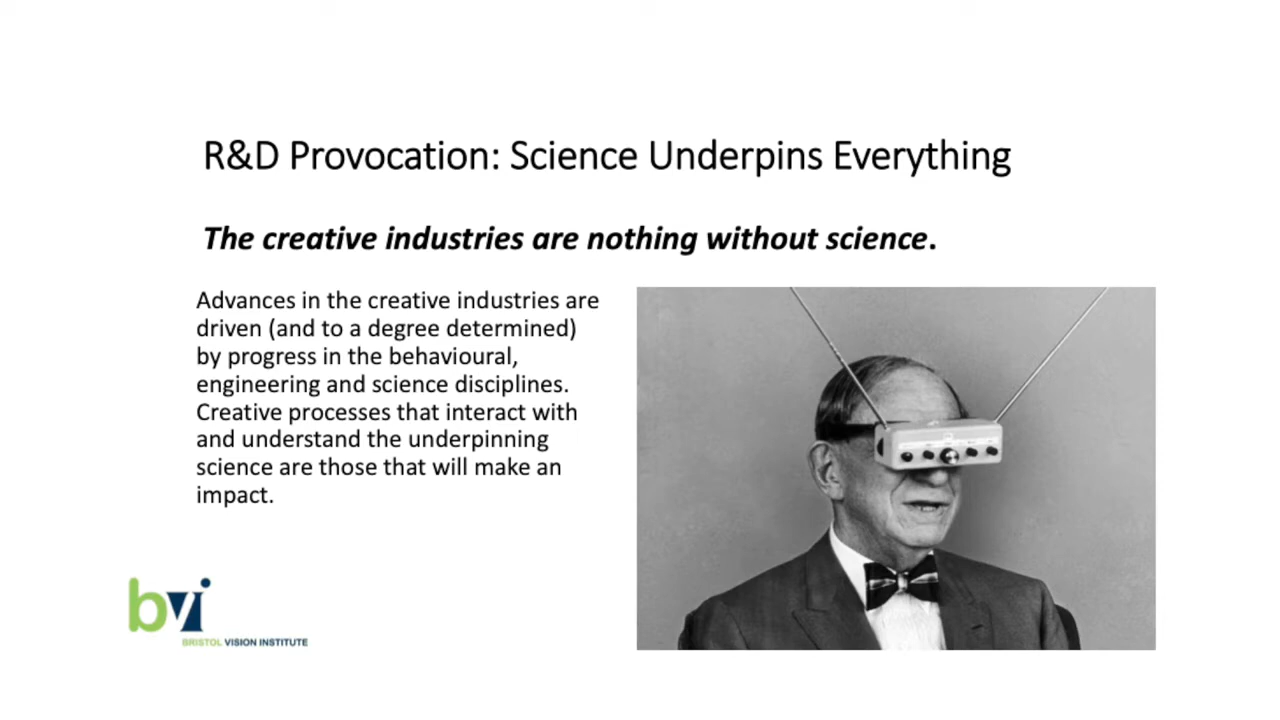 R&D Provocation: Science Underpins Everything
The creative industries are nothing without science.
Advances in the creative industries are
driven (and to a degree determined)
by progress in the behavioural,
engineering and science disciplines.
Creative processes that interact with
and understand the underpinning
science are those that will make an
impact.
bvi
BRISTOL VISION INSTITUTE